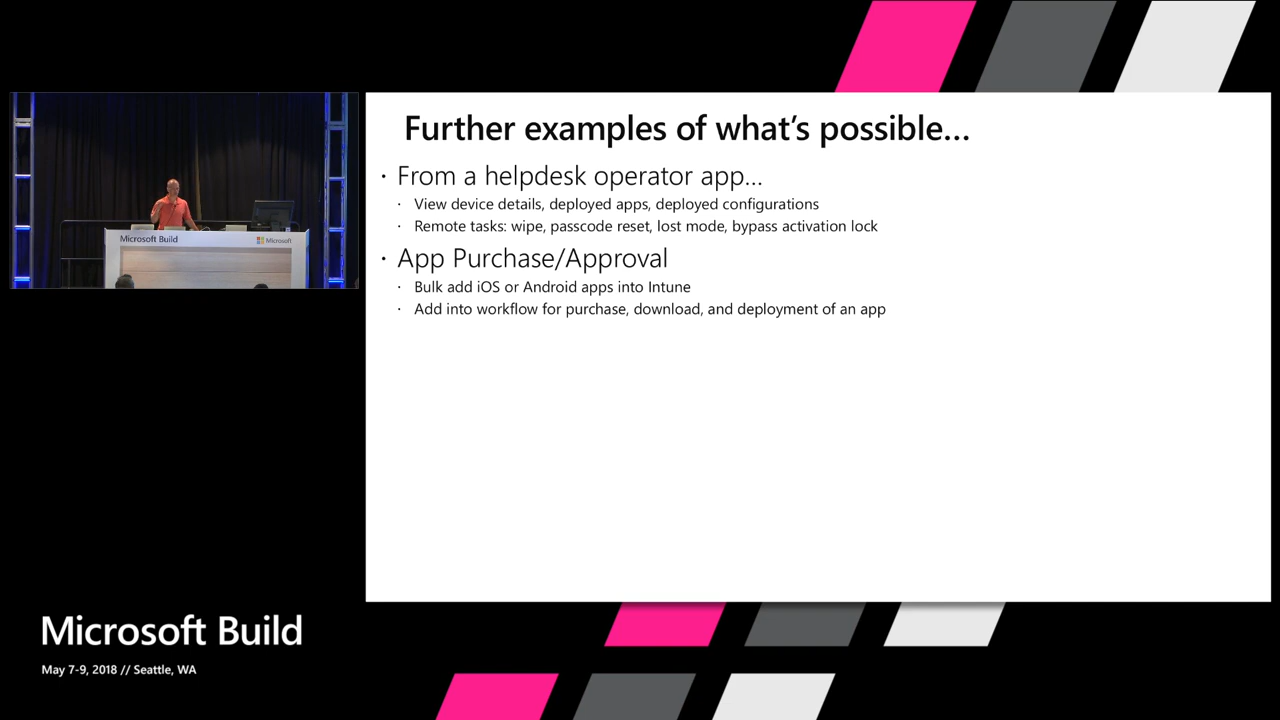 Further examples of what's possible...
· From a helpdesk operator app...
· View device details, deployed apps, deployed configurations
· Remote tasks: wipe, passcode reset, lost mode, bypass activation lock
· App Purchase/Approval
· Bulk add iOS or Android apps into Intune
· Add into workflow for purchase, download, and deployment of an app
Microsoft Build
Microsoft
Microsoft Build
May 7-9, 2018 // Seattle, WA